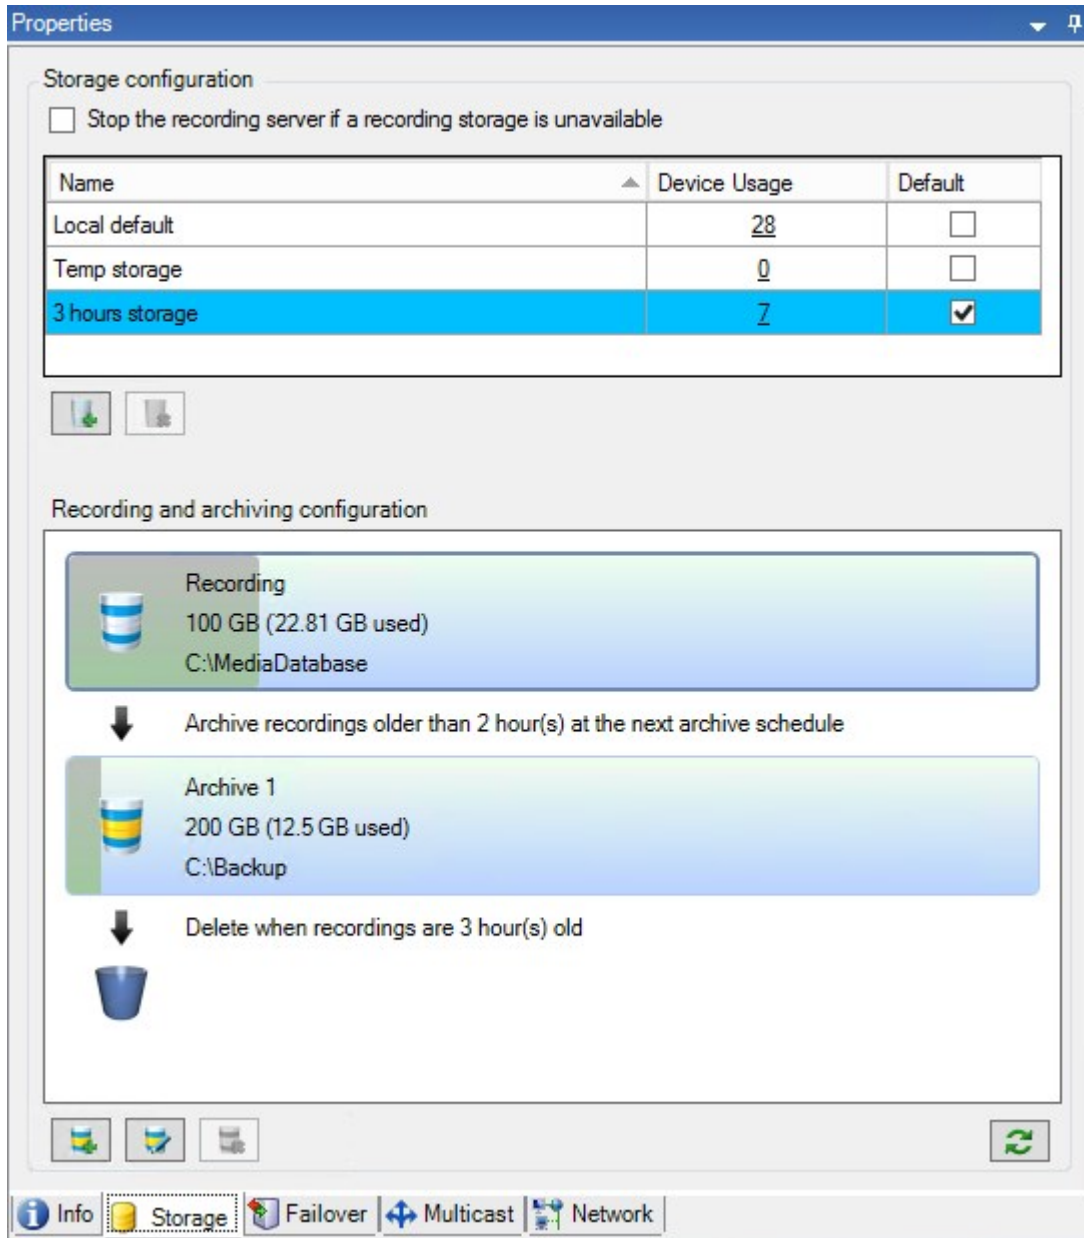 Properties
Storage configuration
Stop the recording server if a recording storage is unavailable
Name Device Usage Default
Local default 28
Temp storage 0
3 hours storage 7
Recording and archiving configuration
Recording
100 GB (22.81 GB used)
C:\MediaDatabase
Archive recordings older than 2 hour(s) at the next archive schedule
Archive 1
200 GB (12.5 GB used)
C:\Backup
Delete when recordings are 3 hour(s) old
Info Storage Failover Multicast Network